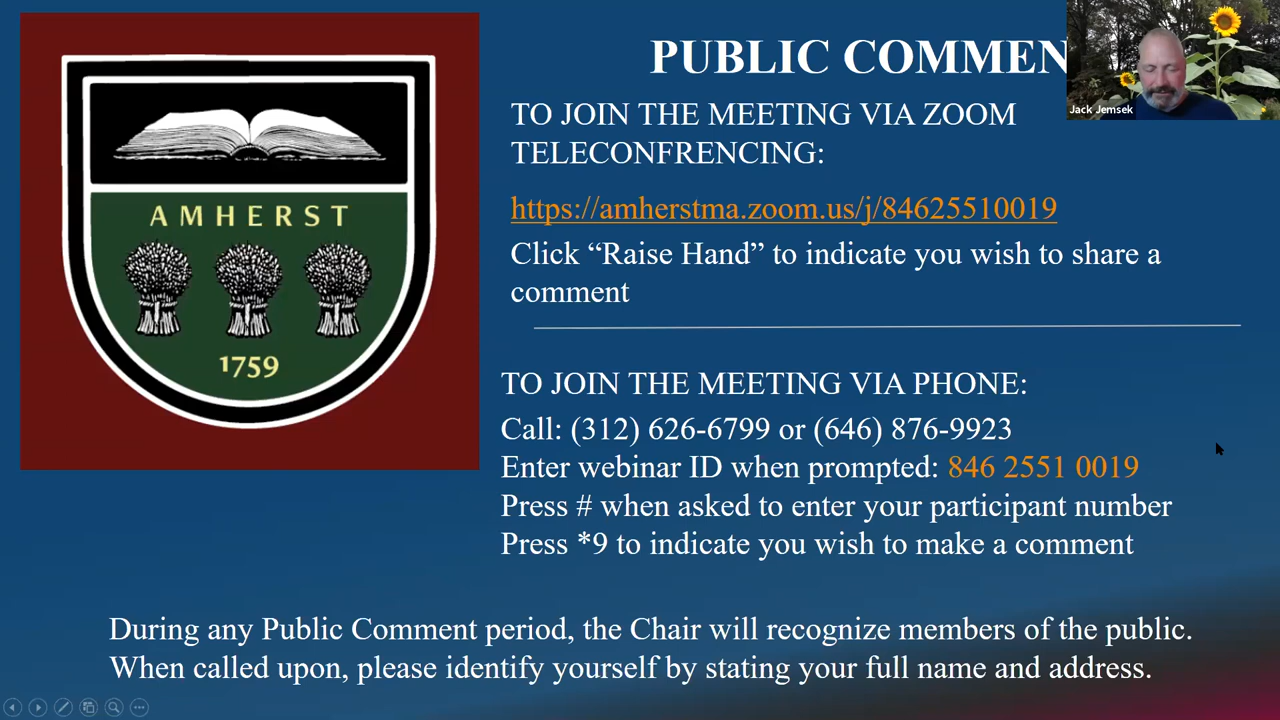 PUBLIC COMMEN
Jack Jemsek
TO JOIN THE MEETING VIA ZOOM
TELECONFRENCING:
https://amherstma.zoom.us/j/84625510019
Click “Raise Hand” to indicate you wish to share a
comment
AMHERST
1759
TO JOIN THE MEETING VIA PHONE:
Call: (312) 626-6799 or (646) 876-9923
Enter webinar ID when prompted: 846 2551 0019
Press # when asked to enter your participant number
Press *9 to indicate you wish to make a comment
During any Public Comment period, the Chair will recognize members of the public.
When called upon, please identify yourself by stating your full name and address.